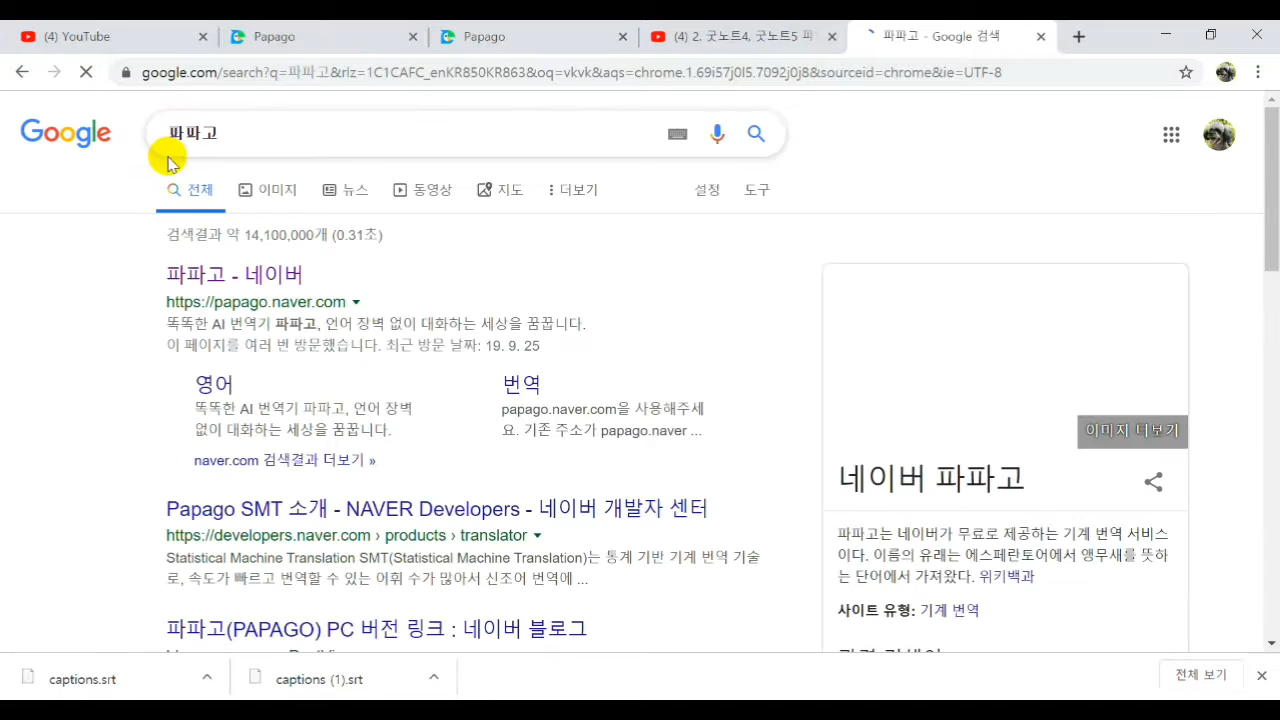 (4) YouTube
Papago
Papago
(4) 2. 굿노트4, 굿노트5 파
파파고 - Google 검색
google.com/search?q=파파고&rlz=1C1CAFC_enKR850KR863&oq=vkvk&aqs=chrome.1.69i57j0l5.7092j0j8&sourceid=chrome&ie=UTF-8
Google
파파고
전체
이미지
뉴스
동영상
지도
더보기
설정
도구
검색결과 약 14,100,000개 (0.31초)
파파고 - 네이버
https://papago.naver.com
똑똑한 AI 번역기 파파고, 언어 장벽 없이 대화하는 세상을 꿈꿉니다.
이 페이지를 여러 번 방문했습니다. 최근 방문 날짜: 19. 9. 25
영어
똑똑한 AI 번역기 파파고, 언어 장벽
없이 대화하는 세상을 꿈꿉니다.
번역
papago.naver.com을 사용해주세
요. 기존 주소가 papago.naver ...
naver.com 검색결과 더보기 »
Papago SMT 소개 - NAVER Developers - 네이버 개발자 센터
https://developers.naver.com › products › translator
Statistical Machine Translation SMT(Statistical Machine Translation)는 통계 기반 기계 번역 기술
로, 속도가 빠르고 번역할 수 있는 어휘 수가 많아서 신조어 번역에 ...
파파고(PAPAGO) PC 버전 링크 : 네이버 블로그
이미지 더보기
네이버 파파고
파파고는 네이버가 무료로 제공하는 기계 번역 서비스
이다. 이름의 유래는 에스페란토어에서 앵무새를 뜻하
는 단어에서 가져왔다. 위키백과
사이트 유형: 기계 번역
captions.srt
captions (1).srt
전체 보기